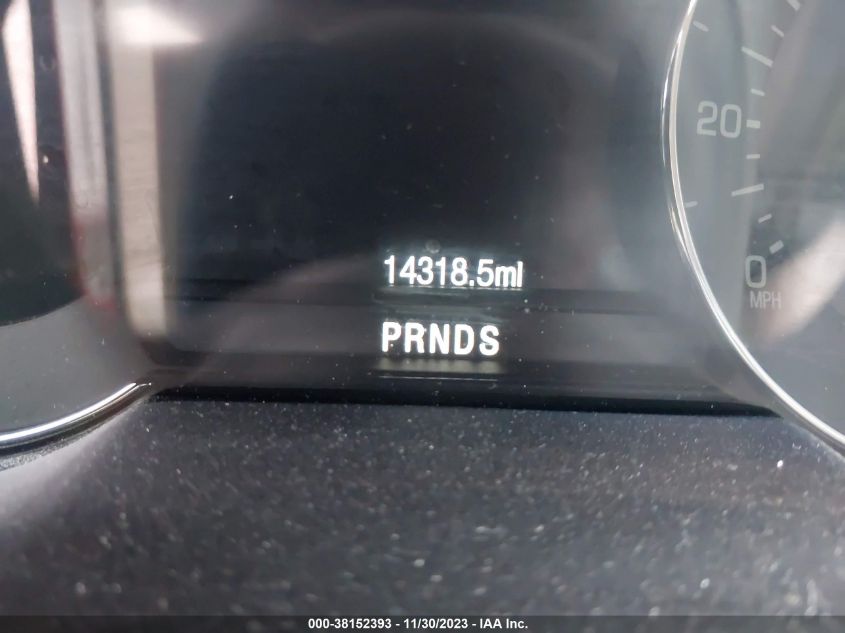 20
14318.5mi
0
MPH
PRNDS
000-38152393 - 11/30/2023 - IAA Inc.